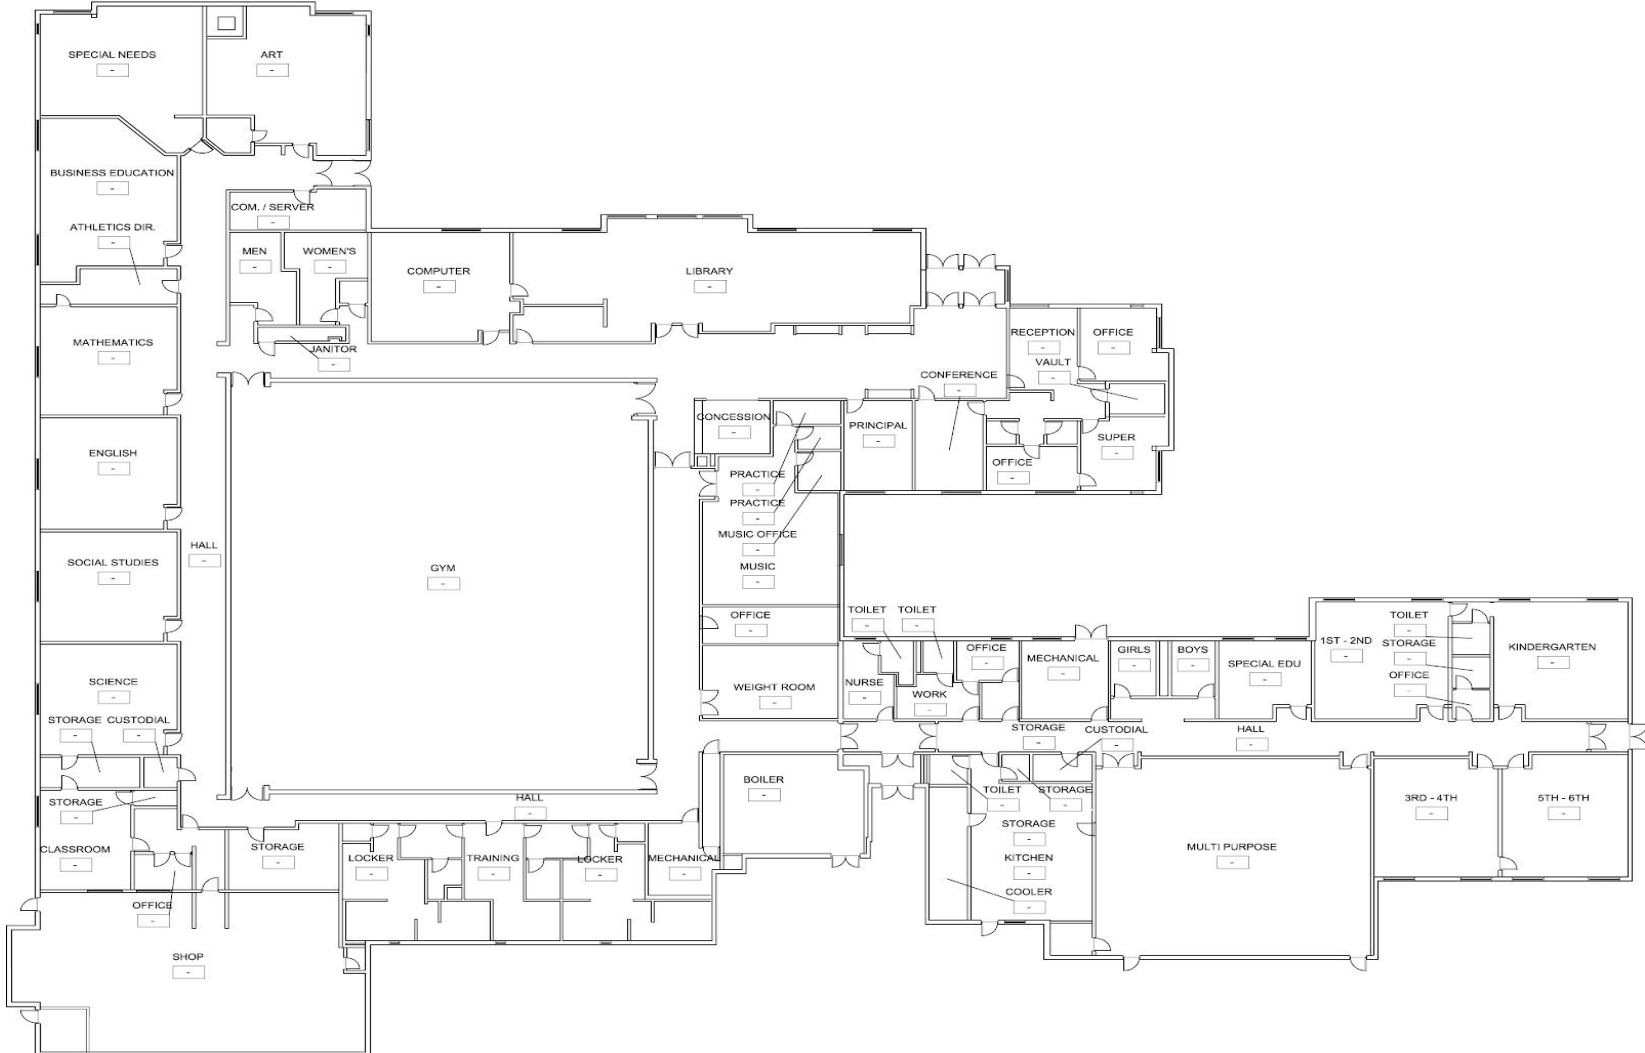 SPECIAL NEEDS
-
ART
-
BUSINESS EDUCATION
-
ATHLETICS DIR.
-
COM. / SERVER
-
MEN
-
WOMEN'S
-
COMPUTER
-
LIBRARY
-
MATHEMATICS
-
JANITOR
-
RECEPTION
-
OFFICE
-
VAULT
-
CONFERENCE
-
CONCESSION
-
PRINCIPAL
-
SUPER
-
OFFICE
-
ENGLISH
-
PRACTICE
-
PRACTICE
-
MUSIC OFFICE
-
MUSIC
-
HALL
-
SOCIAL STUDIES
-
GYM
-
OFFICE
-
TOILET
-
TOILET
-
OFFICE
-
MECHANICAL
-
GIRLS
-
BOYS
-
SPECIAL EDU
-
1ST - 2ND
-
TOILET
-
STORAGE
-
OFFICE
-
KINDERGARTEN
-
SCIENCE
-
WEIGHT ROOM
-
NURSE
-
WORK
-
STORAGE
-
CUSTODIAL
-
STORAGE
-
CUSTODIAL
-
HALL
-
BOILER
-
HALL
-
STORAGE
-
TOILET
-
STORAGE
-
3RD - 4TH
-
5TH - 6TH
-
STORAGE
-
CLASSROOM
-
STORAGE
-
LOCKER
-
TRAINING
-
LOCKER
-
MECHANICAL
-
KITCHEN
-
MULTI PURPOSE
-
COOLER
-
OFFICE
-
SHOP
-